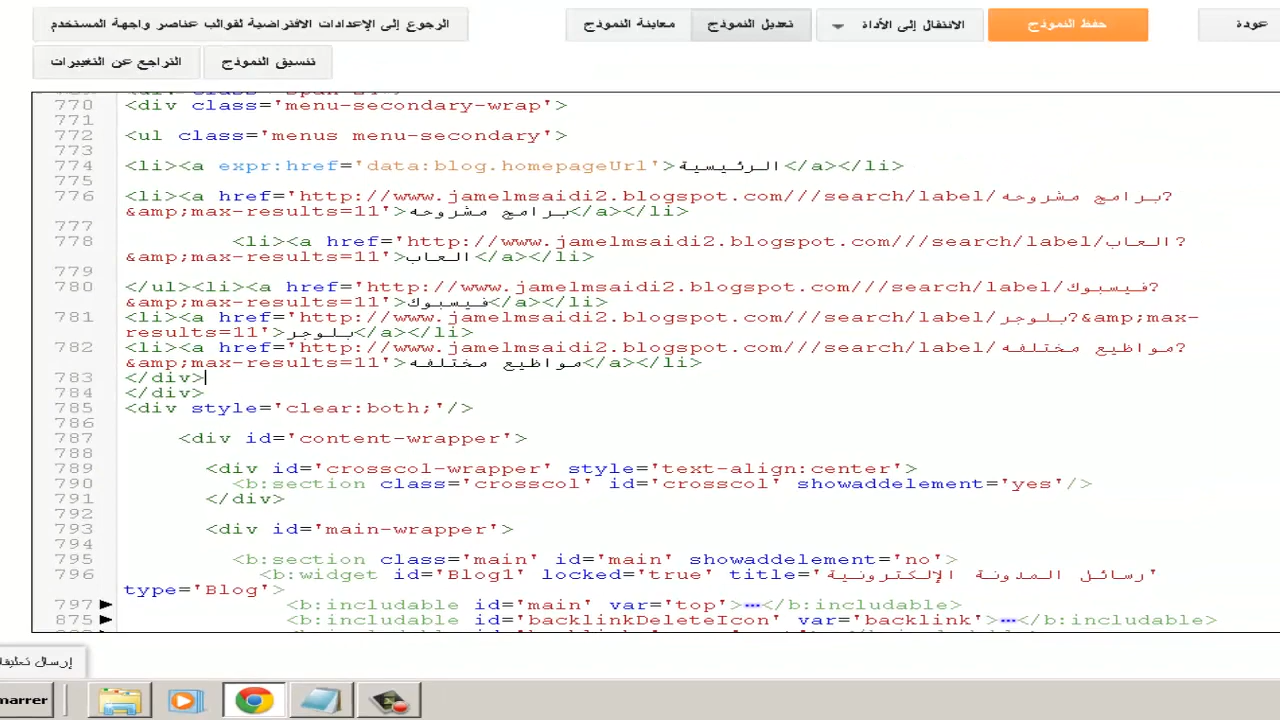 عودة
حفظ النموذج
الانتقال إلى الأداة
تعديل النموذج
معاينة النموذج
الرجوع إلى الإعدادات الافتراضية لقوالب عناصر واجهة المستخدم
تنسيق النموذج
التراجع عن التغييرات
770 <div class='menu-secondary-wrap'>
771
772 <ul class='menus menu-secondary'>
773
774 <li><a expr:href='data:blog.homepageUrl'>الرئيسية</a></li>
775
776 <li><a href='http://www.jamelmsaidi2.blogspot.com///search/label/برامج مشروحه?
&amp;max-results=11'>برامج مشروحه</a></li>
777
778 <li><a href='http://www.jamelmsaidi2.blogspot.com///search/label/العاب?
&amp;max-results=11'>العاب</a></li>
779
780 </ul><li><a href='http://www.jamelmsaidi2.blogspot.com///search/label/فيسبوك?
&amp;max-results=11'>فيسبوك</a></li>
781 <li><a href='http://www.jamelmsaidi2.blogspot.com///search/label/بلوجر?&amp;max-
results=11'>بلوجر</a></li>
782 <li><a href='http://www.jamelmsaidi2.blogspot.com///search/label/مواظيع مختلفه?
&amp;max-results=11'>مواظيع مختلفه</a></li>
783 </div>
784 </div>
785 <div style='clear:both;'/>
786
787 <div id='content-wrapper'>
788
789 <div id='crosscol-wrapper' style='text-align:center'>
790 <b:section class='crosscol' id='crosscol' showaddelement='yes'/>
791 </div>
792
793 <div id='main-wrapper'>
794
795 <b:section class='main' id='main' showaddelement='no'>
796 <b:widget id='Blog1' locked='true' title='رسائل المدونة الإلكترونية'
type='Blog'>
797 <b:includable id='main' var='top'>…</b:includable>
875 <b:includable id='backlinkDeleteIcon' var='backlink'>…</b:includable>
إرسال
marrer